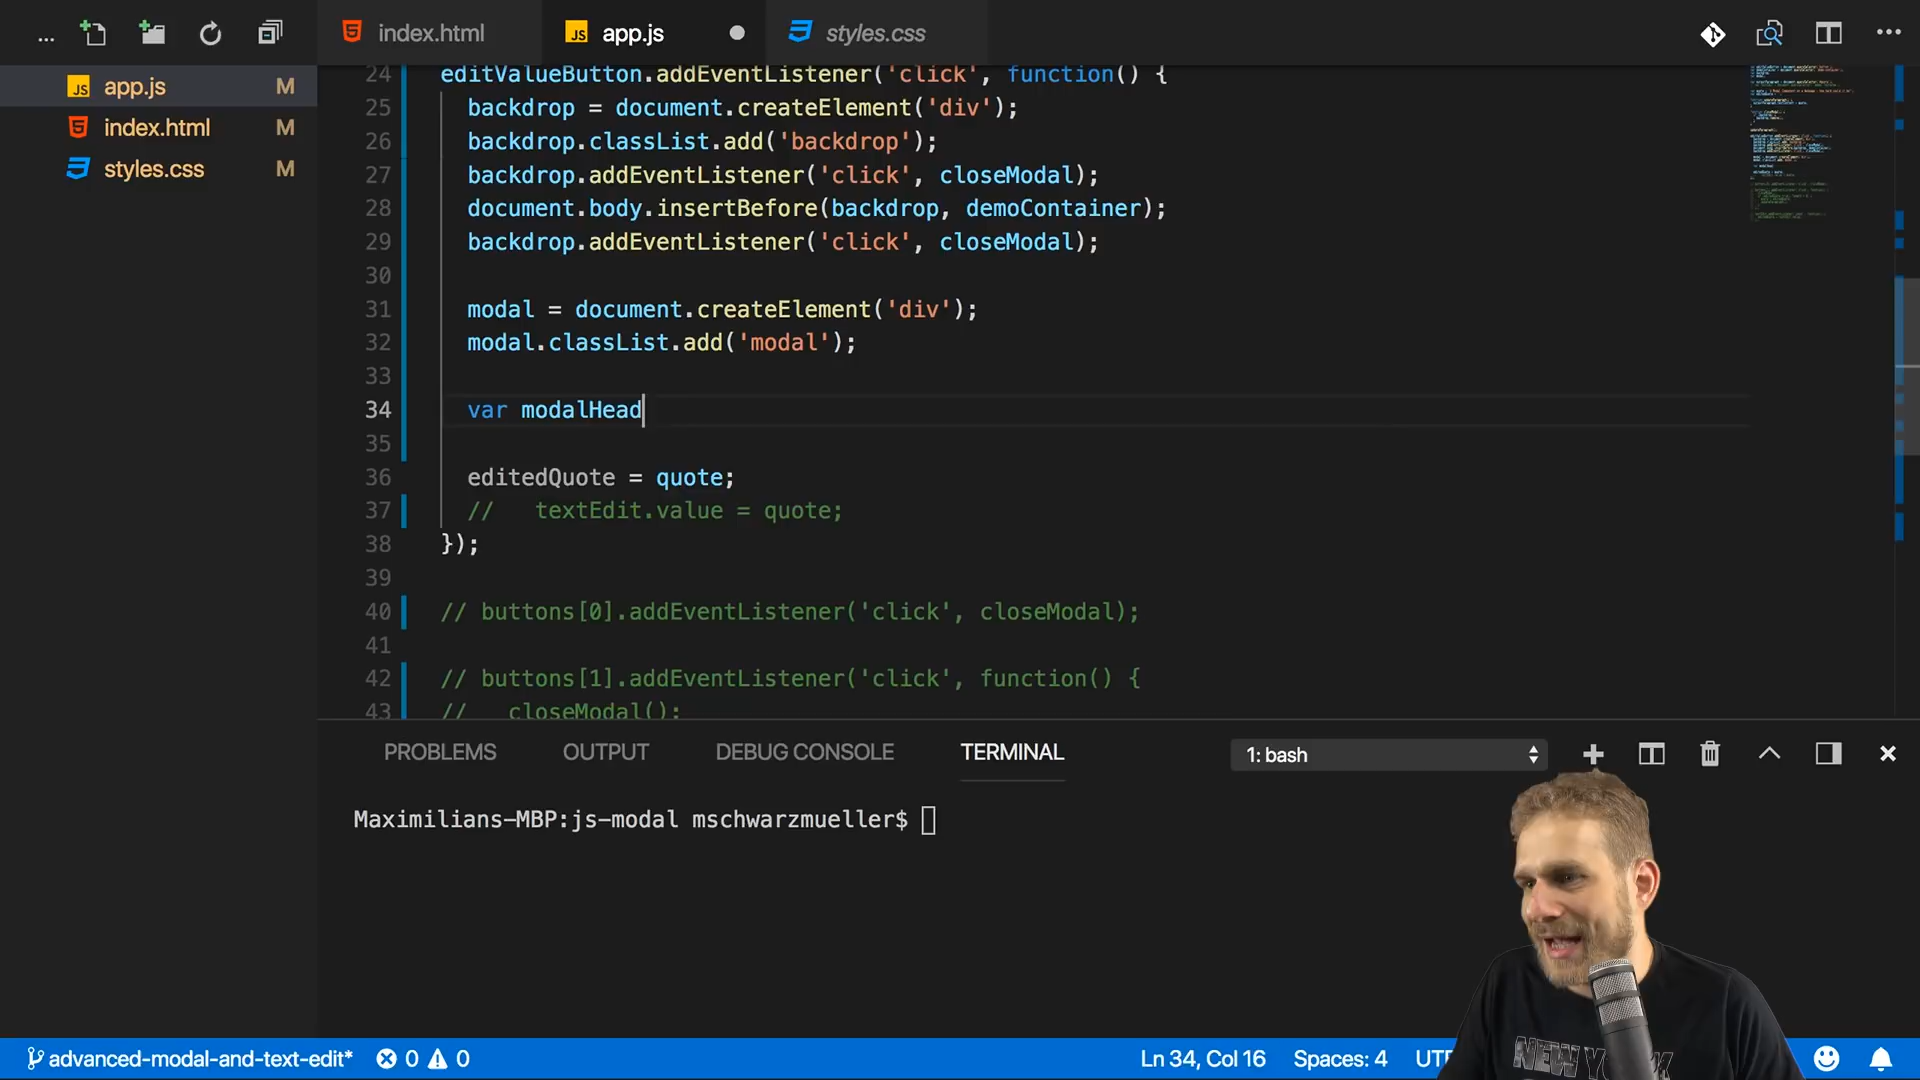 ... index.html app.js styles.css
app.js M
index.html M
styles.css M
24 editValueButton.addEventListener('click', function() {
25 backdrop = document.createElement('div');
26 backdrop.classList.add('backdrop');
27 backdrop.addEventListener('click', closeModal);
28 document.body.insertBefore(backdrop, demoContainer);
29 backdrop.addEventListener('click', closeModal);
30
31 modal = document.createElement('div');
32 modal.classList.add('modal');
33
34 var modalHead
35
36 editedQuote = quote;
37 //   textEdit.value = quote;
38 });
39
40 // buttons[0].addEventListener('click', closeModal);
41
42 // buttons[1].addEventListener('click', function() {
43 //   closeModal();
PROBLEMS OUTPUT DEBUG CONSOLE TERMINAL 1: bash
Maximilians-MBP:js-modal mschwarzmueller$
NEW YORK
advanced-modal-and-text-edit* 0 0 Ln 34, Col 16 Spaces: 4